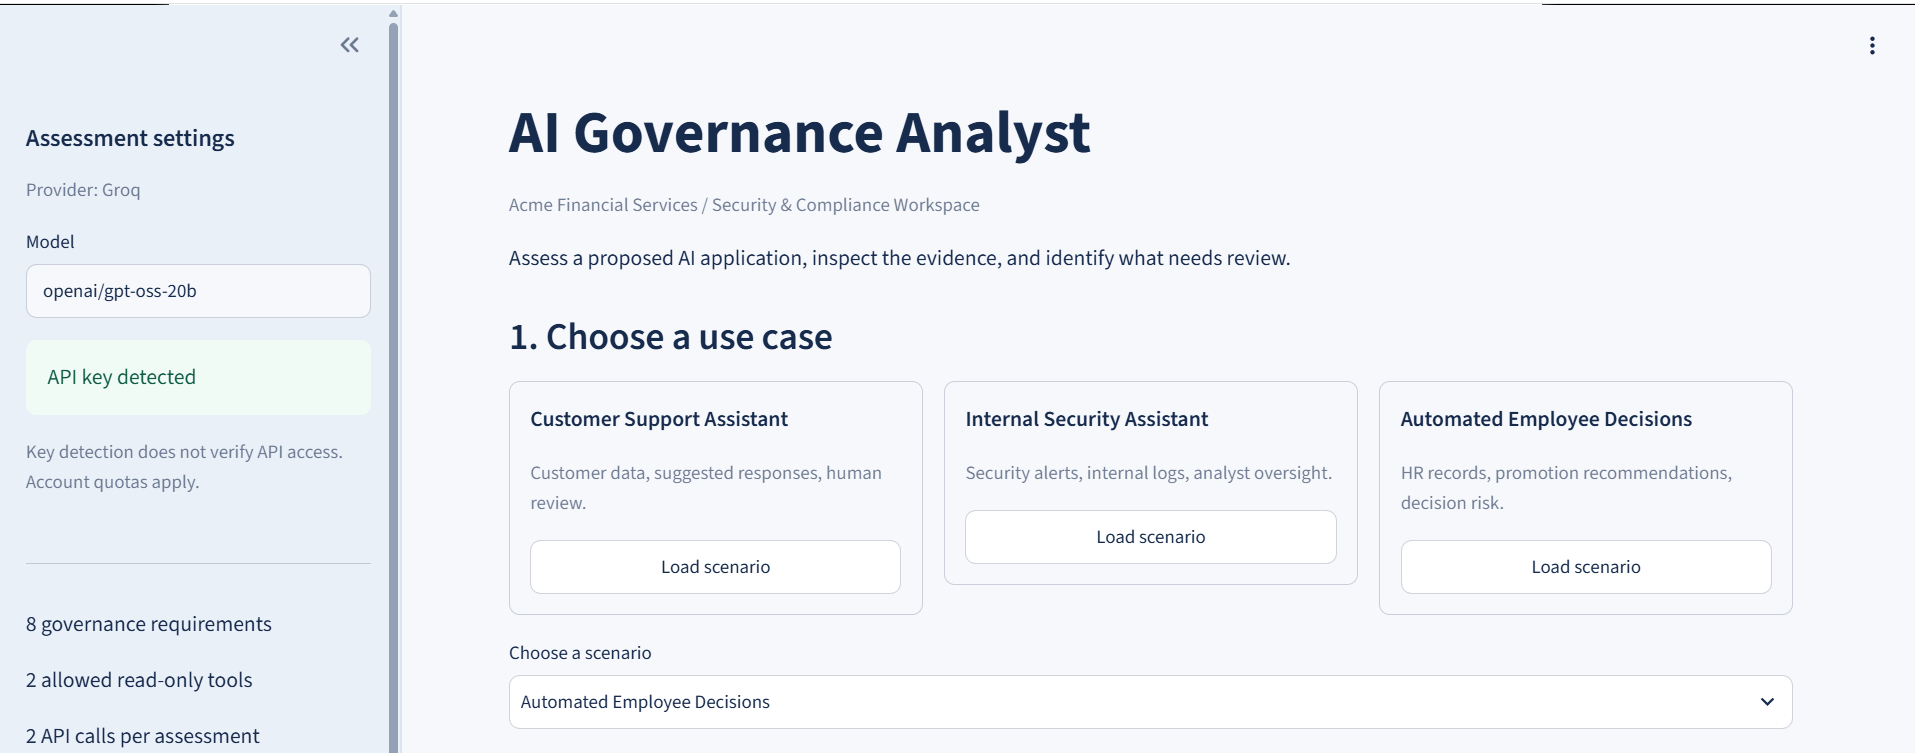 Assessment settings
Provider: Groq
Model
openai/gpt-oss-20b
API key detected
Key detection does not verify API access.
Account quotas apply.
8 governance requirements
2 allowed read-only tools
2 API calls per assessment
AI Governance Analyst
Acme Financial Services / Security & Compliance Workspace
Assess a proposed AI application, inspect the evidence, and identify what needs review.
1. Choose a use case
Customer Support Assistant
Customer data, suggested responses, human
review.
Load scenario
Internal Security Assistant
Security alerts, internal logs, analyst oversight.
Load scenario
Automated Employee Decisions
HR records, promotion recommendations,
decision risk.
Load scenario
Choose a scenario
Automated Employee Decisions